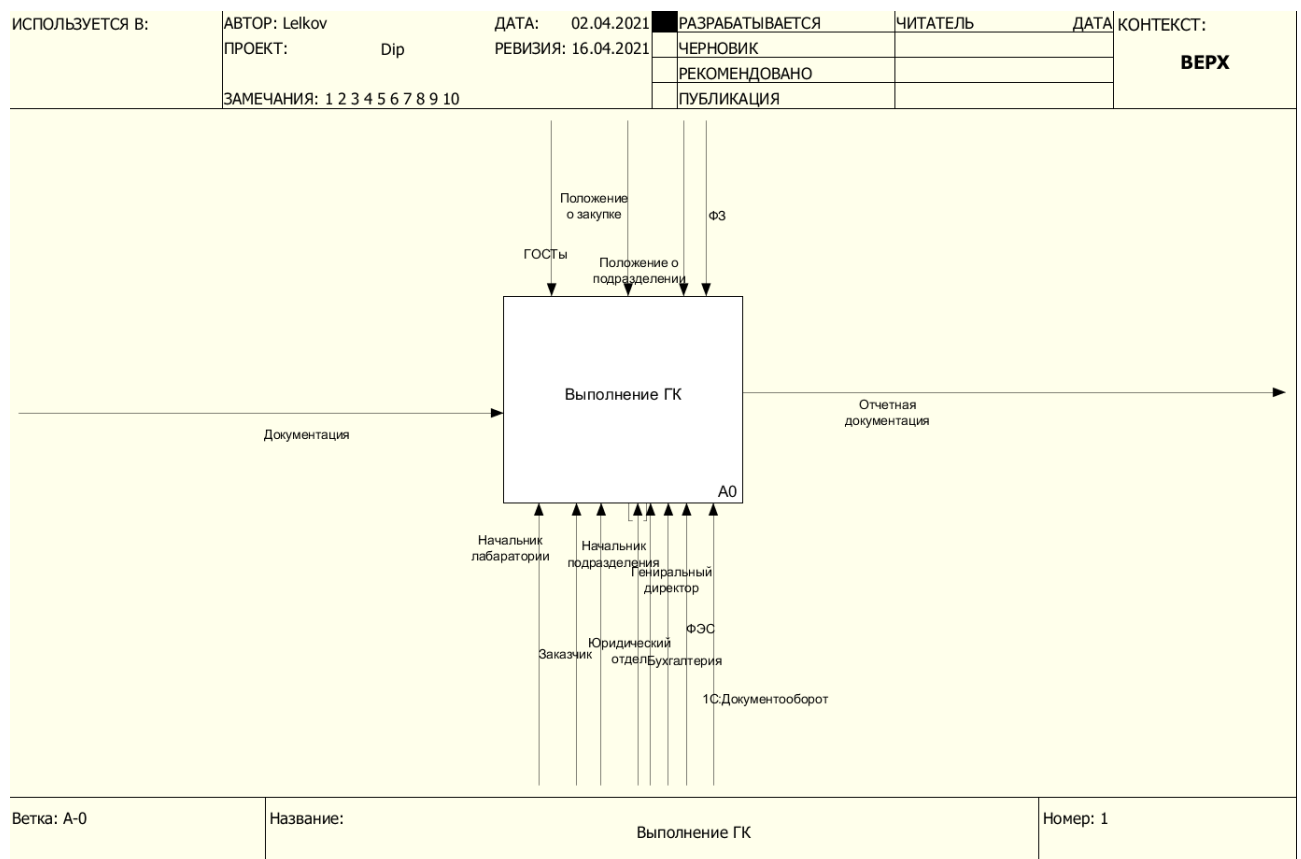 ИСПОЛЬЗУЕТСЯ В:
АВТОР: Lelkov
ДАТА: 02.04.2021
РАЗРАБАТЫВАЕТСЯ
ЧИТАТЕЛЬ
ДАТА
КОНТЕКСТ:
ПРОЕКТ: Dip
РЕВИЗИЯ: 16.04.2021
ЧЕРНОВИК
ВЕРХ
РЕКОМЕНДОВАНО
ЗАМЕЧАНИЯ: 1 2 3 4 5 6 7 8 9 10
ПУБЛИКАЦИЯ
Положение
о закупке
ФЗ
ГОСТы
Положение о
подразделении
Выполнение ГК
Отчетная
документация
Документация
A0
Начальник
лабаратории
Начальник
подразделения
Гениральный
директор
ФЭС
Юридический
отдел
Заказчик
Бухгалтерия
1С:Документооборот
Ветка: A-0
Название:
Выполнение ГК
Номер: 1